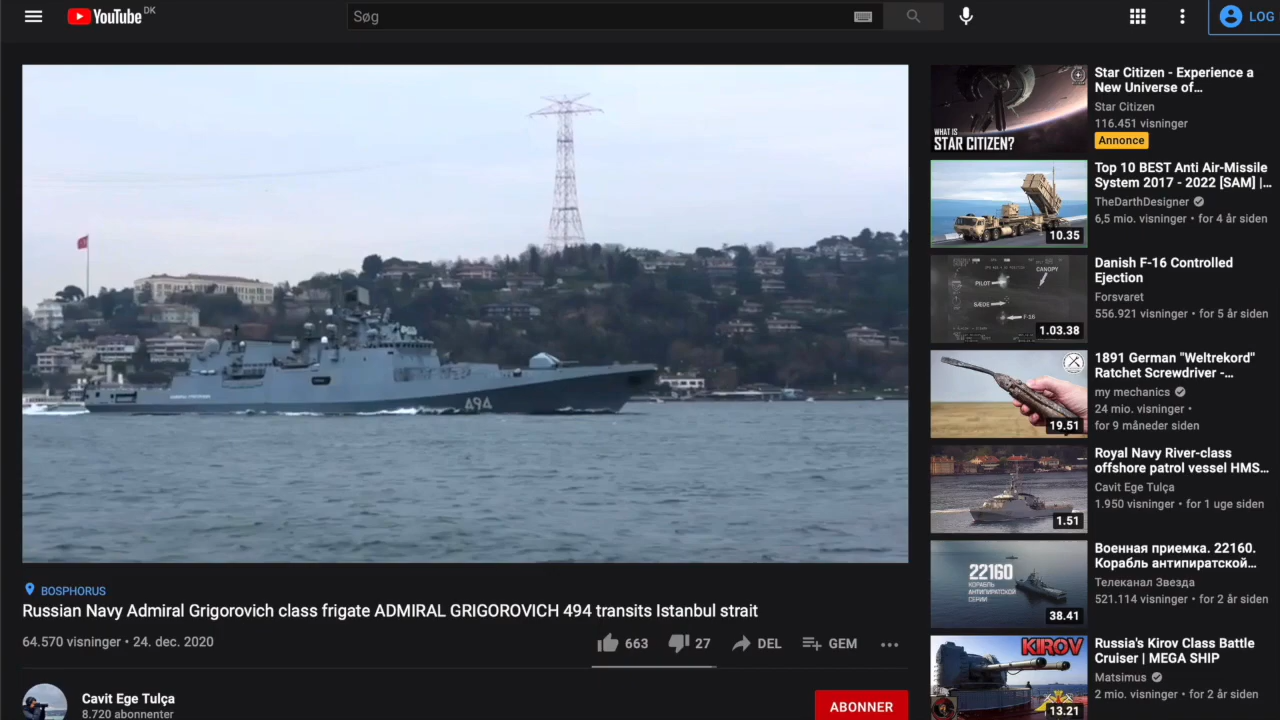 YouTube DK
Søg
LOG
494
BOSPHORUS
Russian Navy Admiral Grigorovich class frigate ADMIRAL GRIGOROVICH 494 transits Istanbul strait
64.570 visninger • 24. dec. 2020
663
27
DEL
GEM
Cavit Ege Tulça
8.720 abonnenter
ABONNER
WHAT IS
STAR CITIZEN?
Star Citizen - Experience a
New Universe of...
Star Citizen
116.451 visninger
Annonce
10.35
Top 10 BEST Anti Air-Missile
System 2017 - 2022 [SAM] |...
TheDarthDesigner
6,5 mio. visninger • for 4 år siden
CANOPY
PILOT
SÆDE
F-16
1.03.38
Danish F-16 Controlled
Ejection
Forsvaret
556.921 visninger • for 5 år siden
19.51
1891 German "Weltrekord"
Ratchet Screwdriver -...
my mechanics
24 mio. visninger •
for 9 måneder siden
1.51
Royal Navy River-class
offshore patrol vessel HMS...
Cavit Ege Tulça
1.950 visninger • for 1 uge siden
22160
КОРАБЛЬ
АНТИПИРАТСКОЙ
СЕРИИ
38.41
Военная приемка. 22160.
Корабль антипиратской...
Телеканал Звезда
521.114 visninger • for 2 år siden
KIROV
13.21
Russia's Kirov Class Battle
Cruiser | MEGA SHIP
Matsimus
2 mio. visninger • for 2 år siden